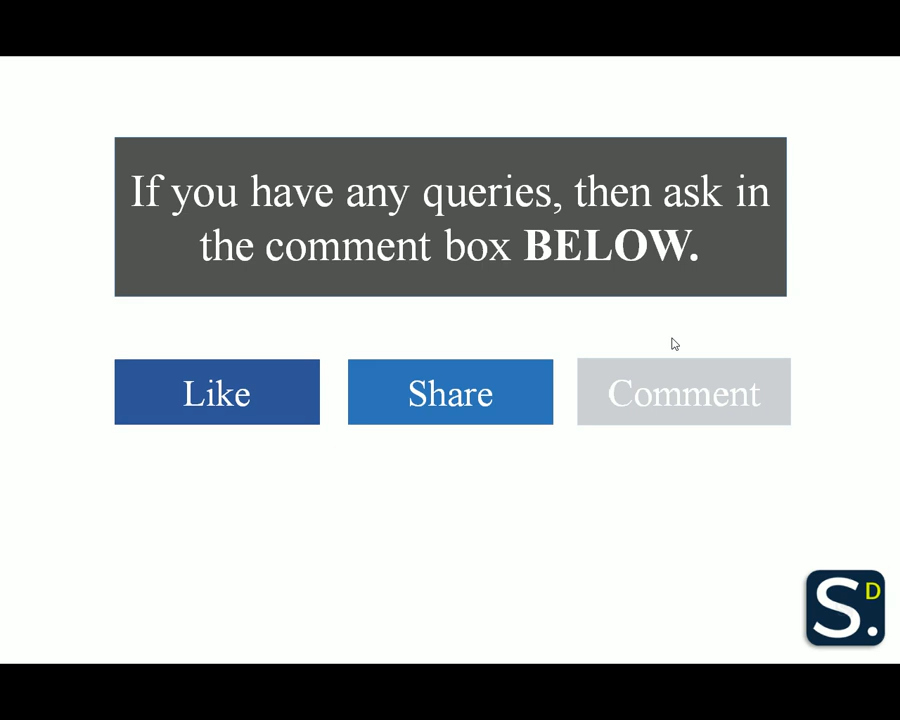 If you have any queries, then ask in
the comment box BELOW.
Like
Share
Comment
S.D